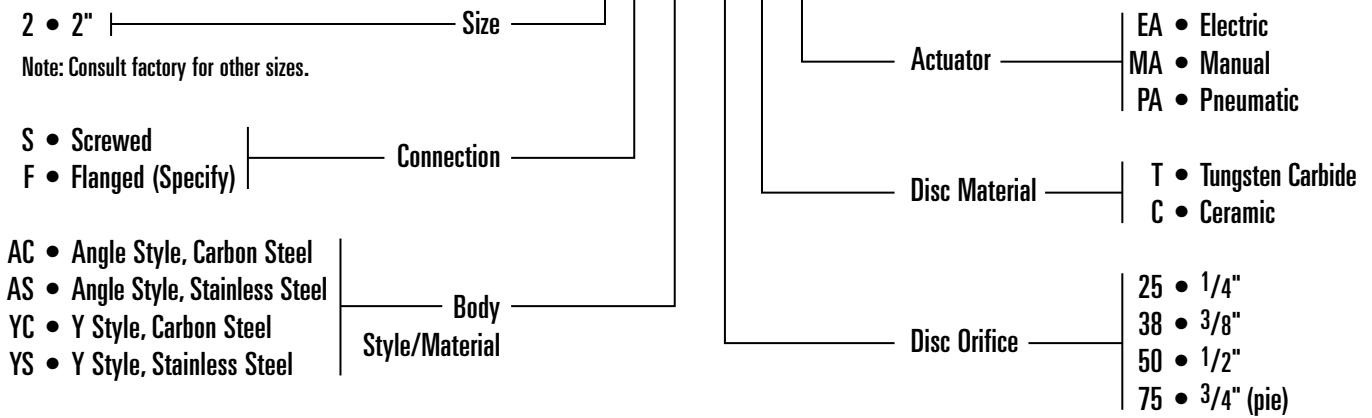 2 • 2"
Size
Note: Consult factory for other sizes.
S • Screwed
F • Flanged (Specify)
Connection
AC • Angle Style, Carbon Steel
AS • Angle Style, Stainless Steel
YC • Y Style, Carbon Steel
YS • Y Style, Stainless Steel
Body
Style/Material
Actuator
EA • Electric
MA • Manual
PA • Pneumatic
Disc Material
T • Tungsten Carbide
C • Ceramic
Disc Orifice
25 • 1/4"
38 • 3/8"
50 • 1/2"
75 • 3/4" (pie)